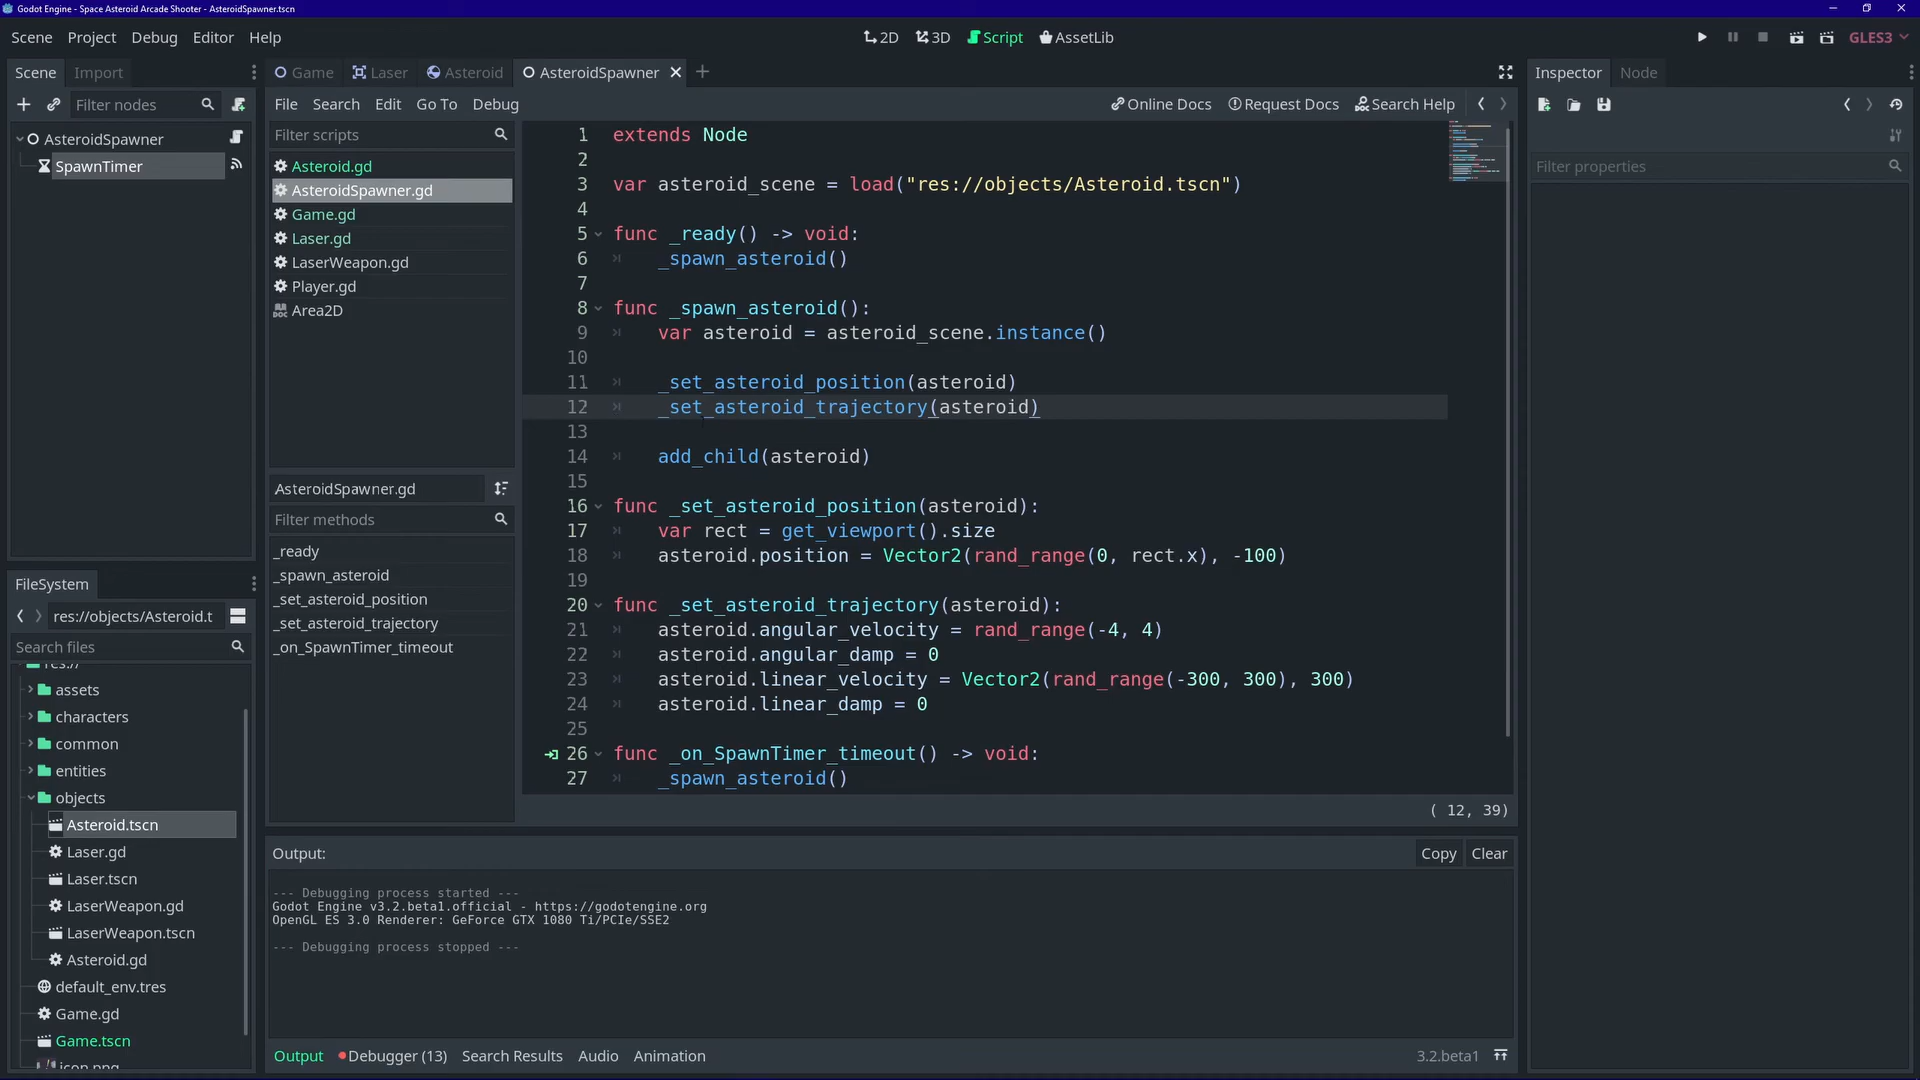 Godot Engine - Space Asteroid Arcade Shooter - AsteroidSpawner.tscn
Scene Project Debug Editor Help
2D 3D Script AssetLib
GLES3
Scene Import
Filter nodes
AsteroidSpawner
SpawnTimer
FileSystem
res://objects/Asteroid.t
Search files
res://
assets
characters
common
entities
objects
Asteroid.tscn
Laser.gd
Laser.tscn
LaserWeapon.gd
LaserWeapon.tscn
Asteroid.gd
default_env.tres
Game.gd
Game.tscn
icon.png
Game Laser Asteroid AsteroidSpawner
File Search Edit Go To Debug
Online Docs Request Docs Search Help
Filter scripts
Asteroid.gd
AsteroidSpawner.gd
Game.gd
Laser.gd
LaserWeapon.gd
Player.gd
Area2D
AsteroidSpawner.gd
Filter methods
_ready
_spawn_asteroid
_set_asteroid_position
_set_asteroid_trajectory
_on_SpawnTimer_timeout
1 extends Node
2
3 var asteroid_scene = load("res://objects/Asteroid.tscn")
4
5 func _ready() -> void:
6 _spawn_asteroid()
7
8 func _spawn_asteroid():
9 var asteroid = asteroid_scene.instance()
10
11 _set_asteroid_position(asteroid)
12 _set_asteroid_trajectory(asteroid)
13
14 add_child(asteroid)
15
16 func _set_asteroid_position(asteroid):
17 var rect = get_viewport().size
18 asteroid.position = Vector2(rand_range(0, rect.x), -100)
19
20 func _set_asteroid_trajectory(asteroid):
21 asteroid.angular_velocity = rand_range(-4, 4)
22 asteroid.angular_damp = 0
23 asteroid.linear_velocity = Vector2(rand_range(-300, 300), 300)
24 asteroid.linear_damp = 0
25
26 func _on_SpawnTimer_timeout() -> void:
27 _spawn_asteroid()
( 12, 39)
Output:
Copy Clear
--- Debugging process started ---
Godot Engine v3.2.beta1.official - https://godotengine.org
OpenGL ES 3.0 Renderer: GeForce GTX 1080 Ti/PCIe/SSE2
--- Debugging process stopped ---
Output Debugger (13) Search Results Audio Animation
3.2.beta1
Inspector Node
Filter properties